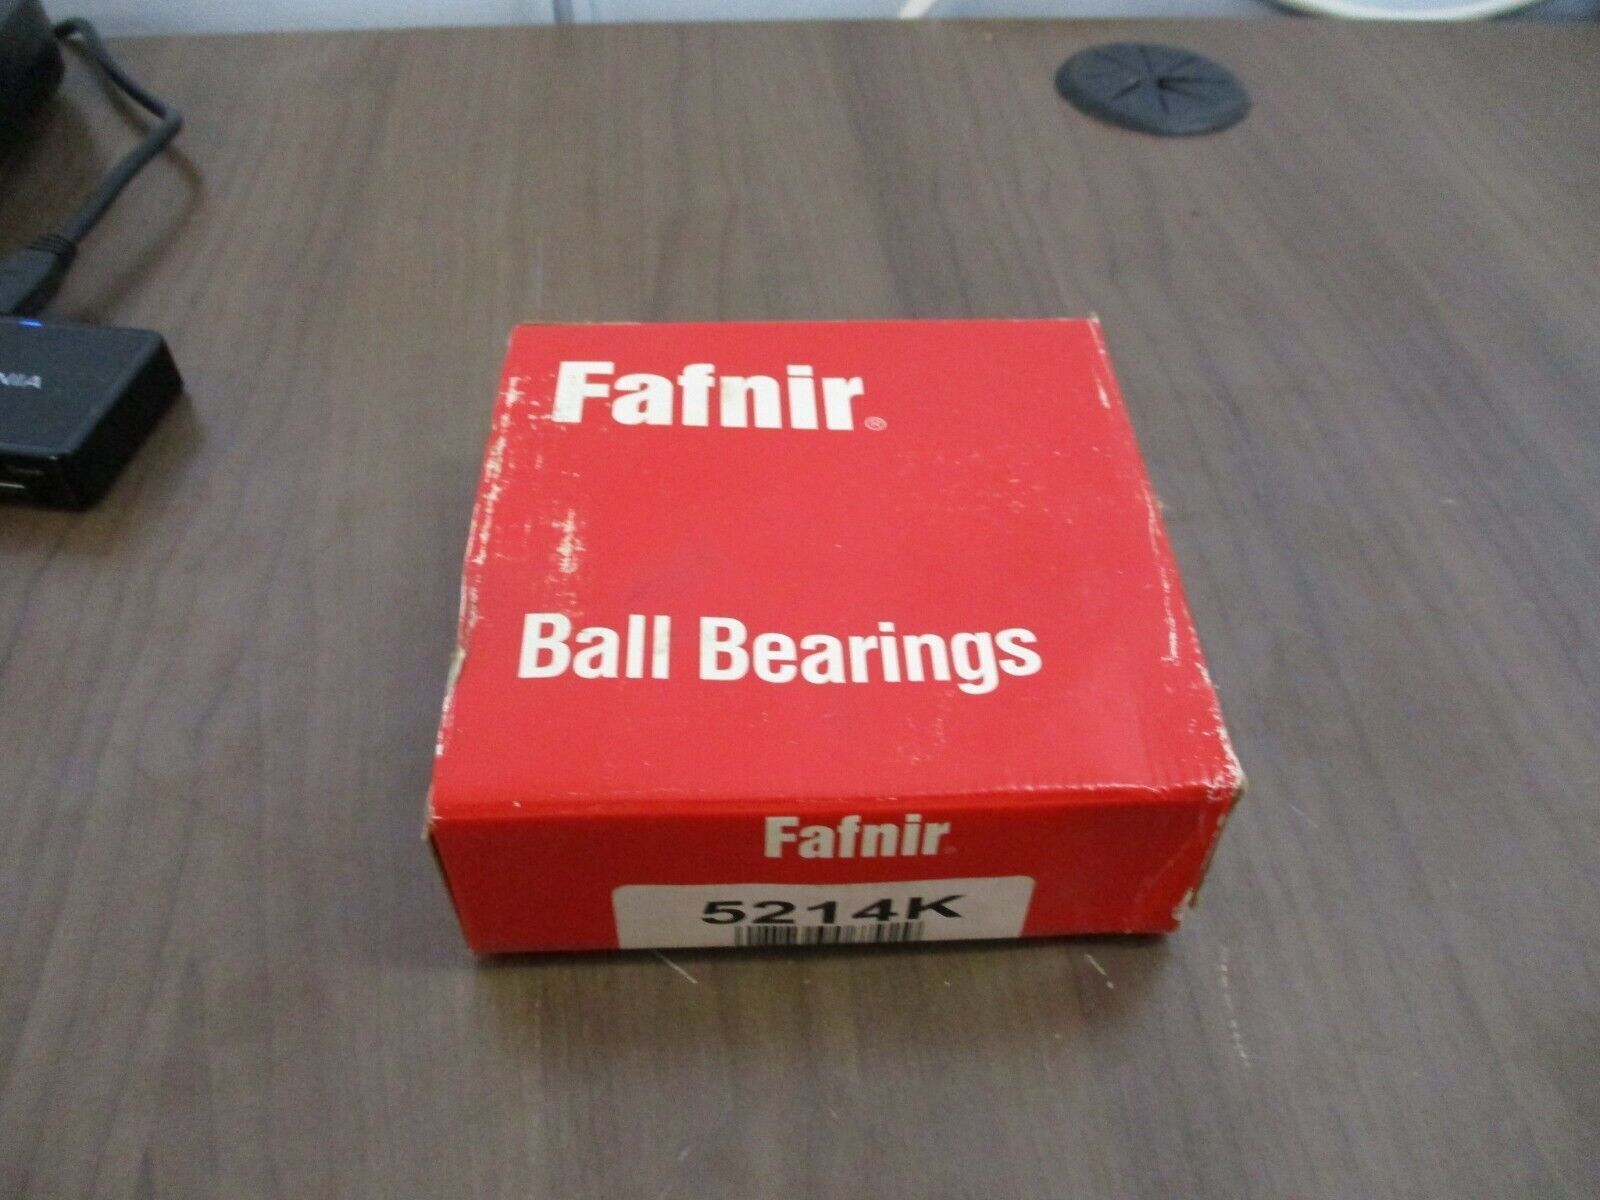 Fafnir®
Ball Bearings
Fafnir
5214K